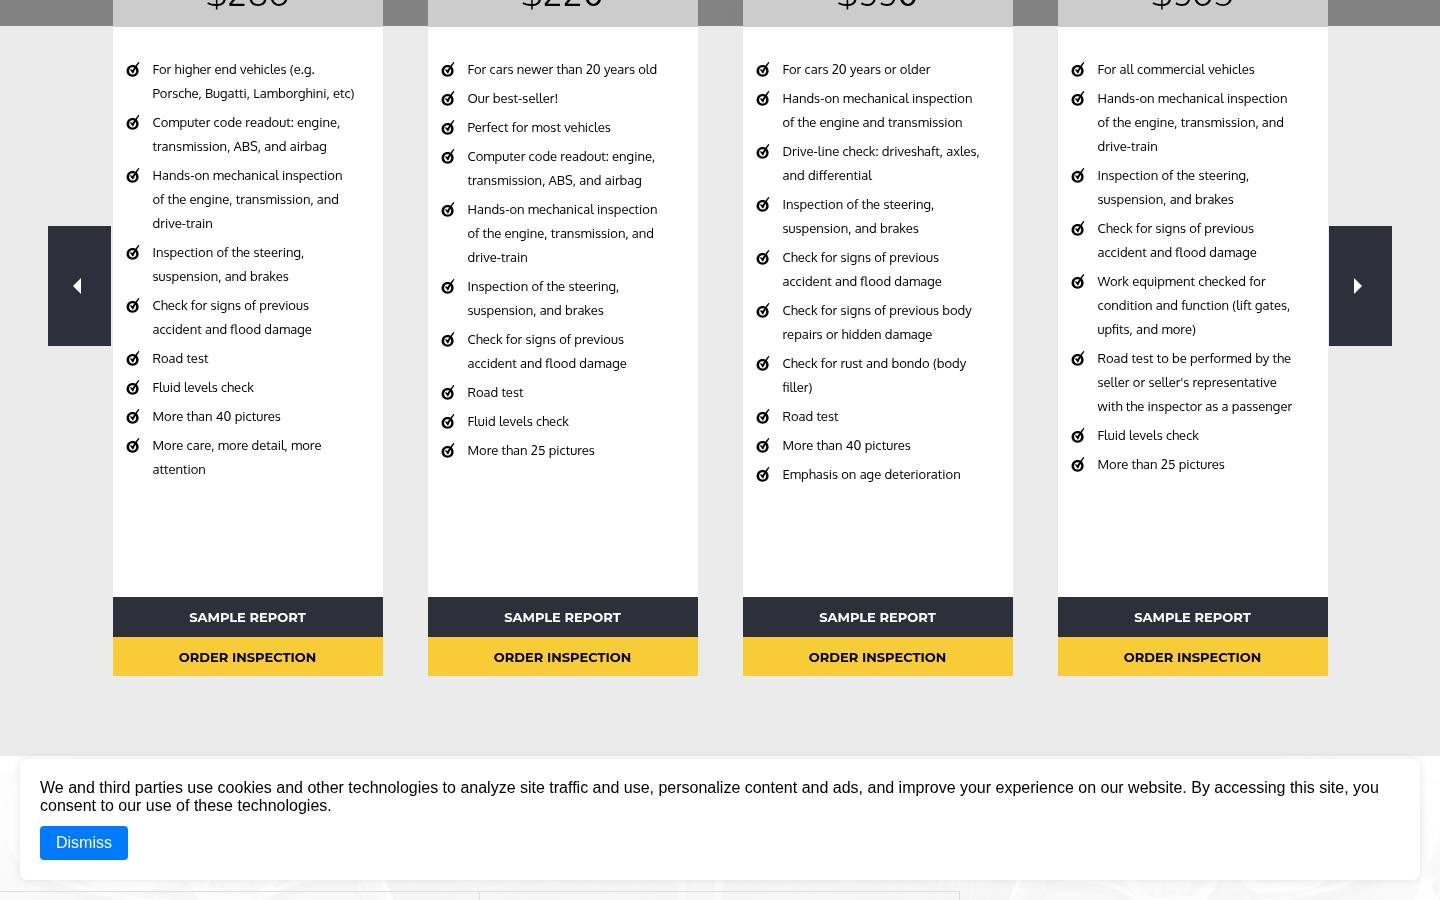 For higher end vehicles (e.g.
Porsche, Bugatti, Lamborghini, etc)
Computer code readout: engine,
transmission, ABS, and airbag
Hands-on mechanical inspection
of the engine, transmission, and
drive-train
Inspection of the steering,
suspension, and brakes
Check for signs of previous
accident and flood damage
Road test
Fluid levels check
More than 40 pictures
More care, more detail, more
attention
SAMPLE REPORT
ORDER INSPECTION
For cars newer than 20 years old
Our best-seller!
Perfect for most vehicles
Computer code readout: engine,
transmission, ABS, and airbag
Hands-on mechanical inspection
of the engine, transmission, and
drive-train
Inspection of the steering,
suspension, and brakes
Check for signs of previous
accident and flood damage
Road test
Fluid levels check
More than 25 pictures
SAMPLE REPORT
ORDER INSPECTION
For cars 20 years or older
Hands-on mechanical inspection
of the engine and transmission
Drive-line check: driveshaft, axles,
and differential
Inspection of the steering,
suspension, and brakes
Check for signs of previous
accident and flood damage
Check for signs of previous body
repairs or hidden damage
Check for rust and bondo (body
filler)
Road test
More than 40 pictures
Emphasis on age deterioration
SAMPLE REPORT
ORDER INSPECTION
For all commercial vehicles
Hands-on mechanical inspection
of the engine, transmission, and
drive-train
Inspection of the steering,
suspension, and brakes
Check for signs of previous
accident and flood damage
Work equipment checked for
condition and function (lift gates,
upfits, and more)
Road test to be performed by the
seller or seller's representative
with the inspector as a passenger
Fluid levels check
More than 25 pictures
SAMPLE REPORT
ORDER INSPECTION
We and third parties use cookies and other technologies to analyze site traffic and use, personalize content and ads, and improve your experience on our website. By accessing this site, you
consent to our use of these technologies.
Dismiss